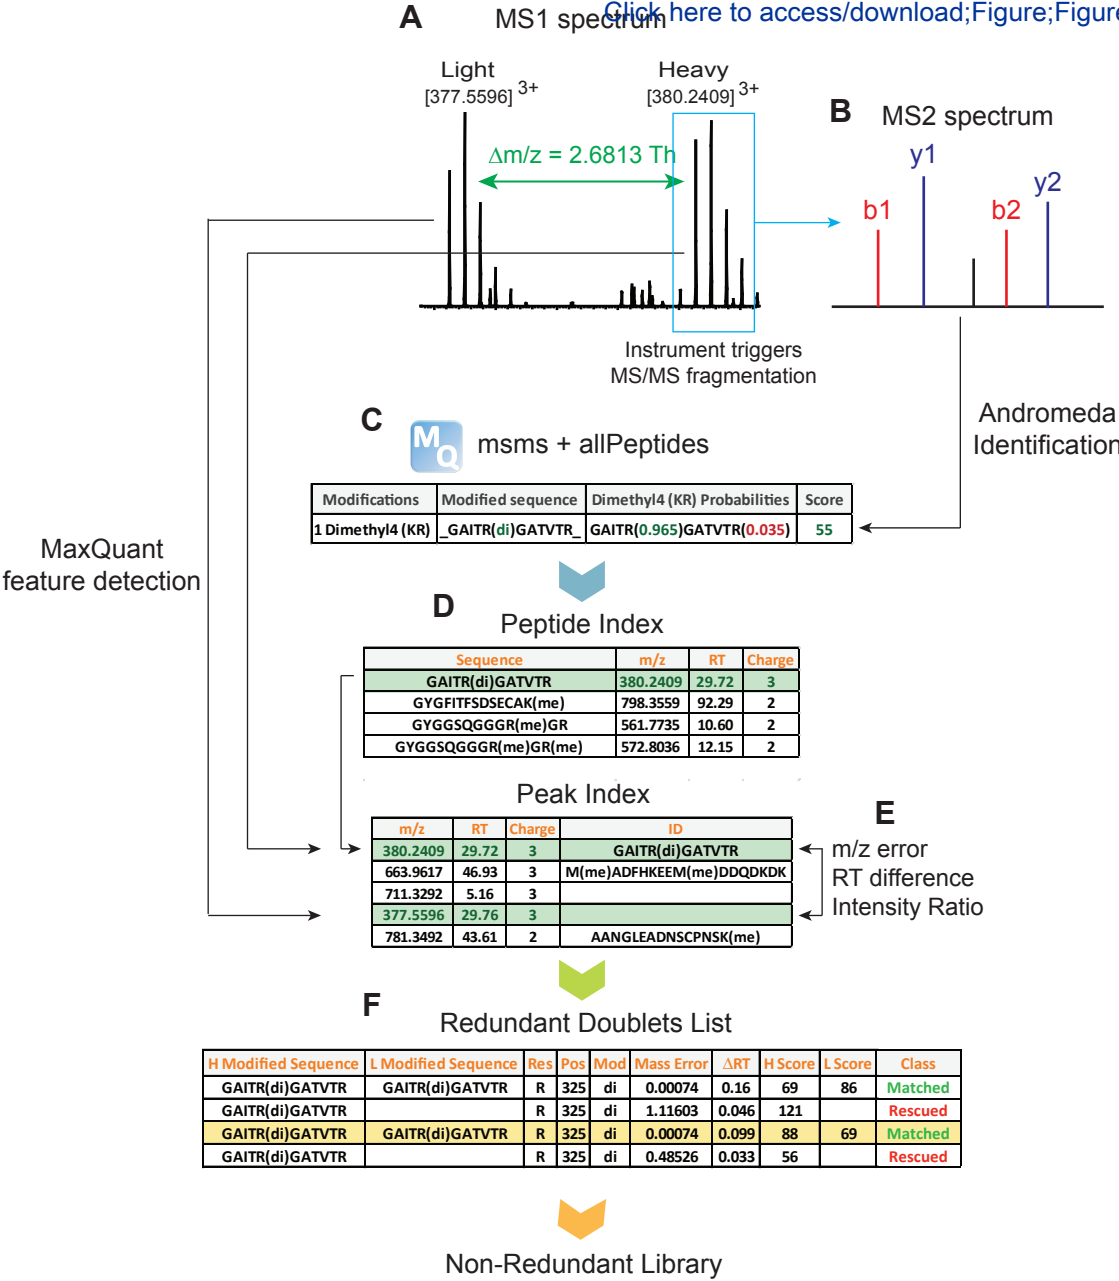 A MS1 spectrum Click here to access/download;Figure;Figure
Light
[377.5596] 3+
Heavy
[380.2409] 3+
Δm/z = 2.6813 Th
B MS2 spectrum
b1 y1 b2 y2
Instrument triggers
MS/MS fragmentation
Andromeda
Identification
C
MQ msms + allPeptides
Modifications Modified sequence Dimethyl4 (KR) Probabilities Score
1 Dimethyl4 (KR) _GAITR(di)GATVTR_ GAITR(0.965)GATVTR(0.035) 55
MaxQuant
feature detection
D
Peptide Index
Sequence m/z RT Charge
GAITR(di)GATVTR 380.2409 29.72 3
GYGFITFSDSECAK(me) 798.3559 92.29 2
GYGGSQGGGR(me)GR 561.7735 10.60 2
GYGGSQGGGR(me)GR(me) 572.8036 12.15 2
Peak Index
m/z RT Charge ID
380.2409 29.72 3 GAITR(di)GATVTR
663.9617 46.93 3 M(me)ADFHKEEM(me)DDQDKDK
711.3292 5.16 3
377.5596 29.76 3
781.3492 43.61 2 AANGLEADNSCPNSK(me)
E
m/z error
RT difference
Intensity Ratio
F
Redundant Doublets List
H Modified Sequence L Modified Sequence Res Pos Mod Mass Error ΔRT H Score L Score Class
GAITR(di)GATVTR GAITR(di)GATVTR R 325 di 0.00074 0.16 69 86 Matched
GAITR(di)GATVTR R 325 di 1.11603 0.046 121 Rescued
GAITR(di)GATVTR GAITR(di)GATVTR R 325 di 0.00074 0.099 88 69 Matched
GAITR(di)GATVTR R 325 di 0.48526 0.033 56 Rescued
Non-Redundant Library